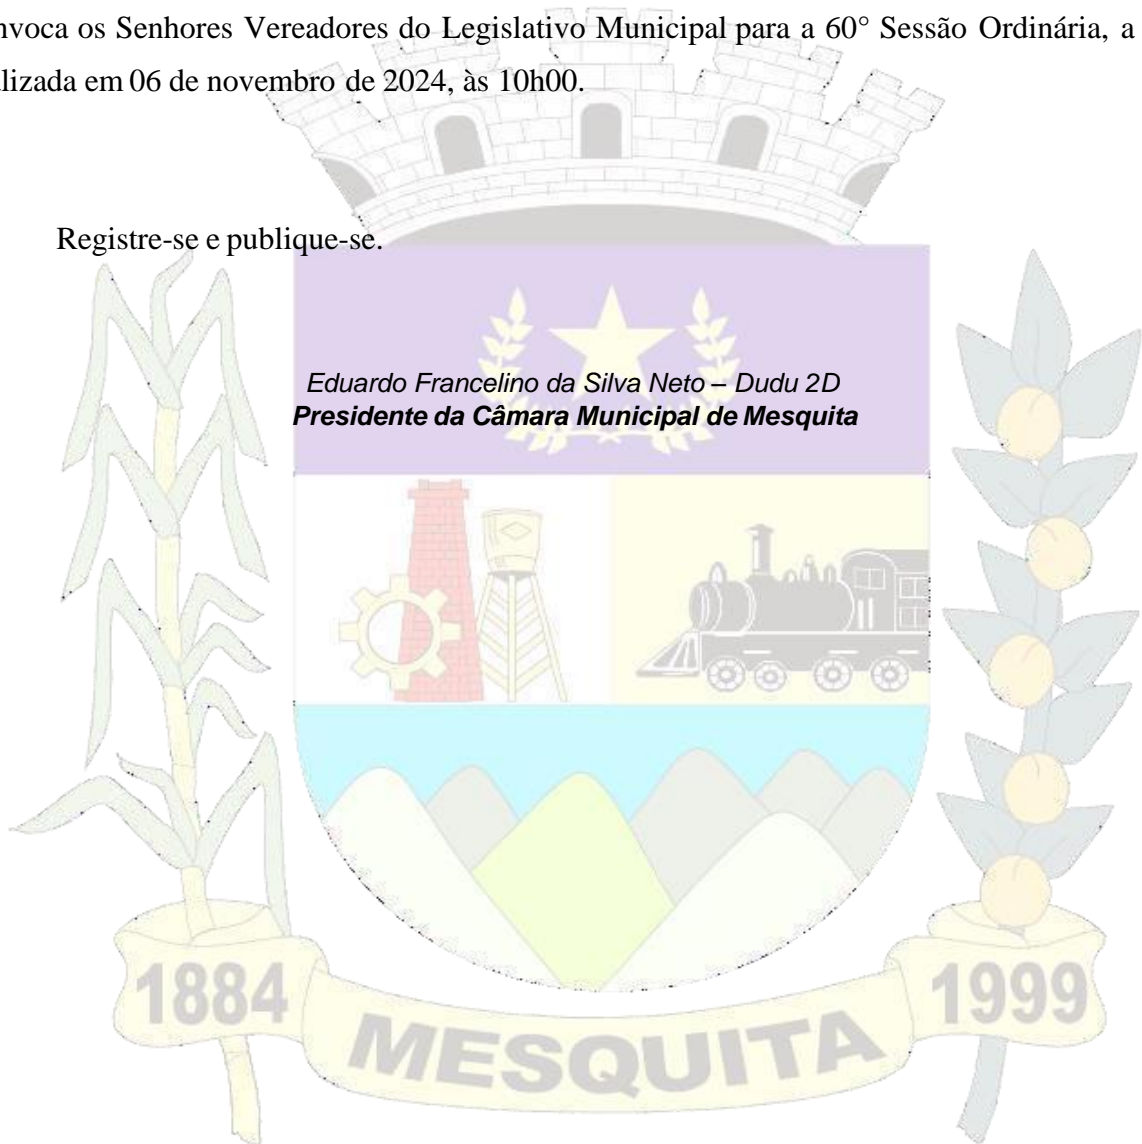 nvoca os Senhores Vereadores do Legislativo Municipal para a 60° Sessão Ordinária, a
alizada em 06 de novembro de 2024, às 10h00.
Registre-se e publique-se.
Eduardo Francelino da Silva Neto – Dudu 2D
Presidente da Câmara Municipal de Mesquita
1884
MESQUITA
1999